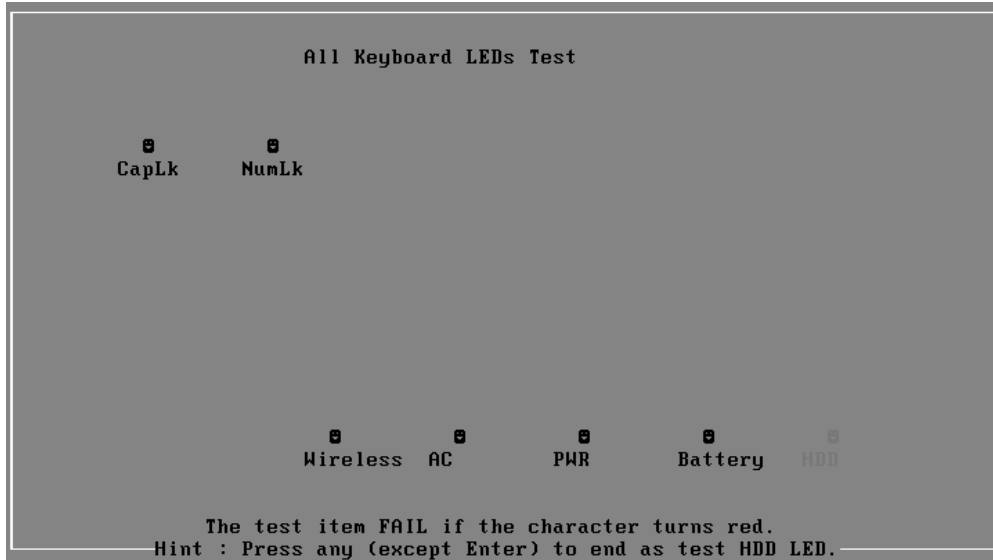 All Keyboard LEDs Test
CapLk NumLk
Wireless AC PWR Battery HDD
The test item FAIL if the character turns red.
Hint : Press any (except Enter) to end as test HDD LED.